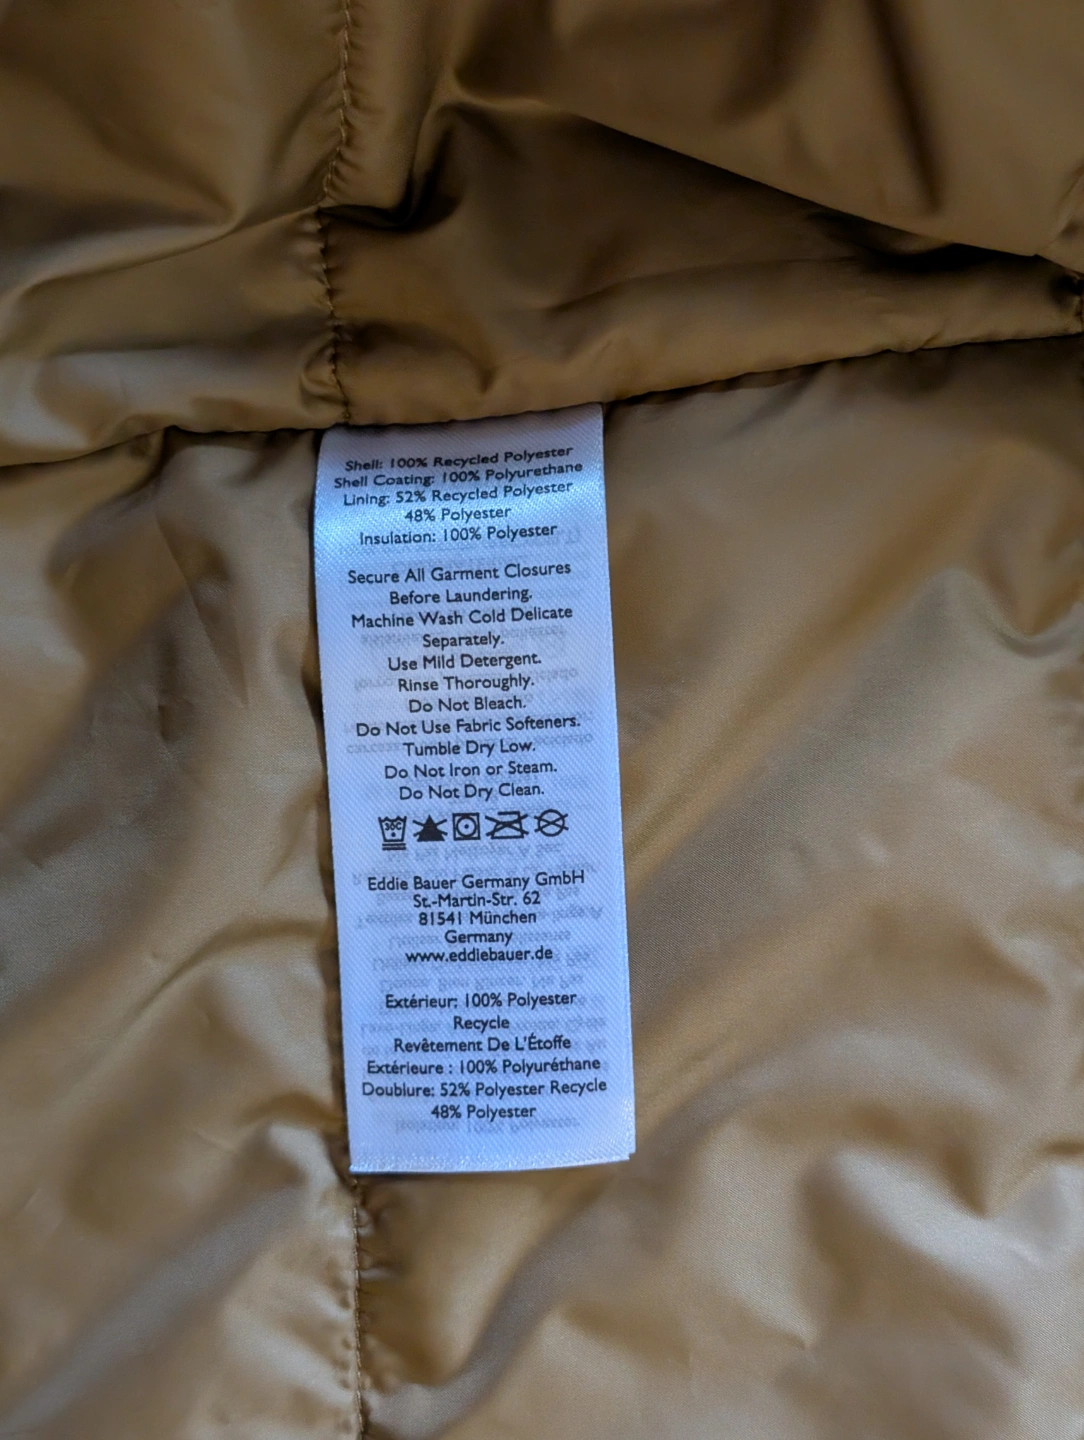 Shell: 100% Recycled Polyester
Shell Coating: 100% Polyurethane
Lining: 52% Recycled Polyester
48% Polyester
Insulation: 100% Polyester
Secure All Garment Closures
Before Laundering.
Machine Wash Cold Delicate
Separately.
Use Mild Detergent.
Rinse Thoroughly.
Do Not Bleach.
Do Not Use Fabric Softeners.
Tumble Dry Low.
Do Not Iron or Steam.
Do Not Dry Clean.
30C
Eddie Bauer Germany GmbH
St.-Martin-Str. 62
81541 München
Germany
www.eddiebauer.de
Extérieur: 100% Polyester
Recycle
Revêtement De L'Étoffe
Extérieure : 100% Polyuréthane
Doublure: 52% Polyester Recycle
48% Polyester